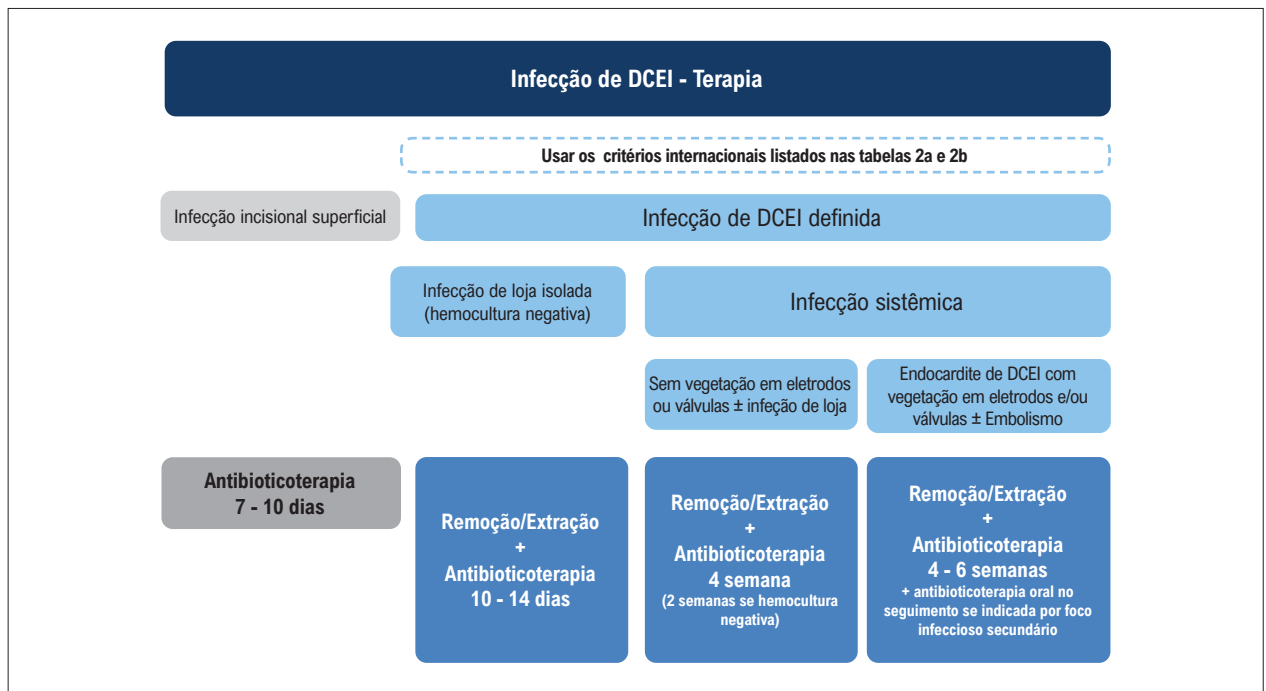 Infecção de DCEI - Terapia
Usar os critérios internacionais listados nas tabelas 2a e 2b
Infecção incisional superficial
Infecção de DCEI definida
Infecção de loja isolada
(hemocultura negativa)
Infecção sistêmica
Sem vegetação em eletrodos
ou válvulas ± infeção de loja
Endocardite de DCEI com
vegetação em eletrodos e/ou
válvulas ± Embolismo
Antibioticoterapia
7 - 10 dias
Remoção/Extração
+
Antibioticoterapia
10 - 14 dias
Remoção/Extração
+
Antibioticoterapia
4 semana
(2 semanas se hemocultura
negativa)
Remoção/Extração
+
Antibioticoterapia
4 - 6 semanas
+ antibioticoterapia oral no
seguimento se indicada por foco
infeccioso secundário